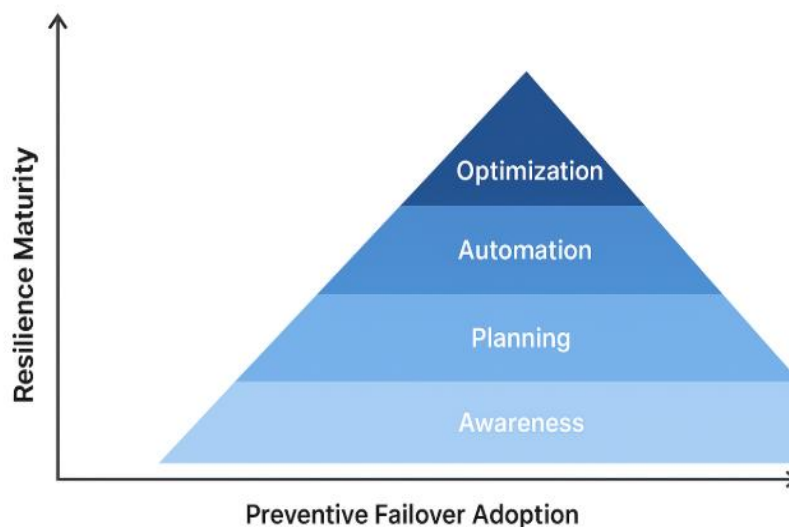 Resilience Maturity
Optimization
Automation
Planning
Awareness
Preventive Failover Adoption